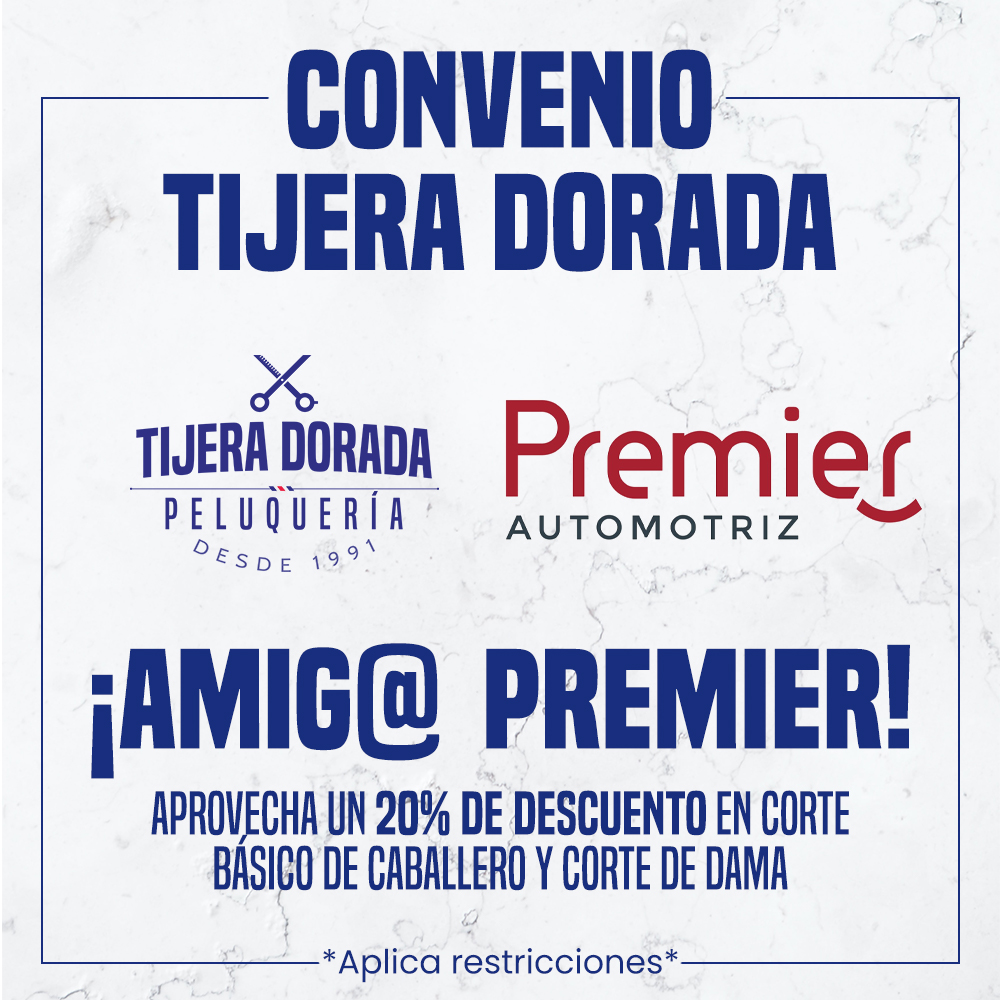 CONVENIO
TIJERA DORADA
TIJERA DORADA
PELUQUERÍA
DESDE 1991
Premier
AUTOMOTRIZ
¡AMIG@ PREMIER!
APROVECHA UN 20% DE DESCUENTO EN CORTE
BÁSICO DE CABALLERO Y CORTE DE DAMA
*Aplica restricciones*